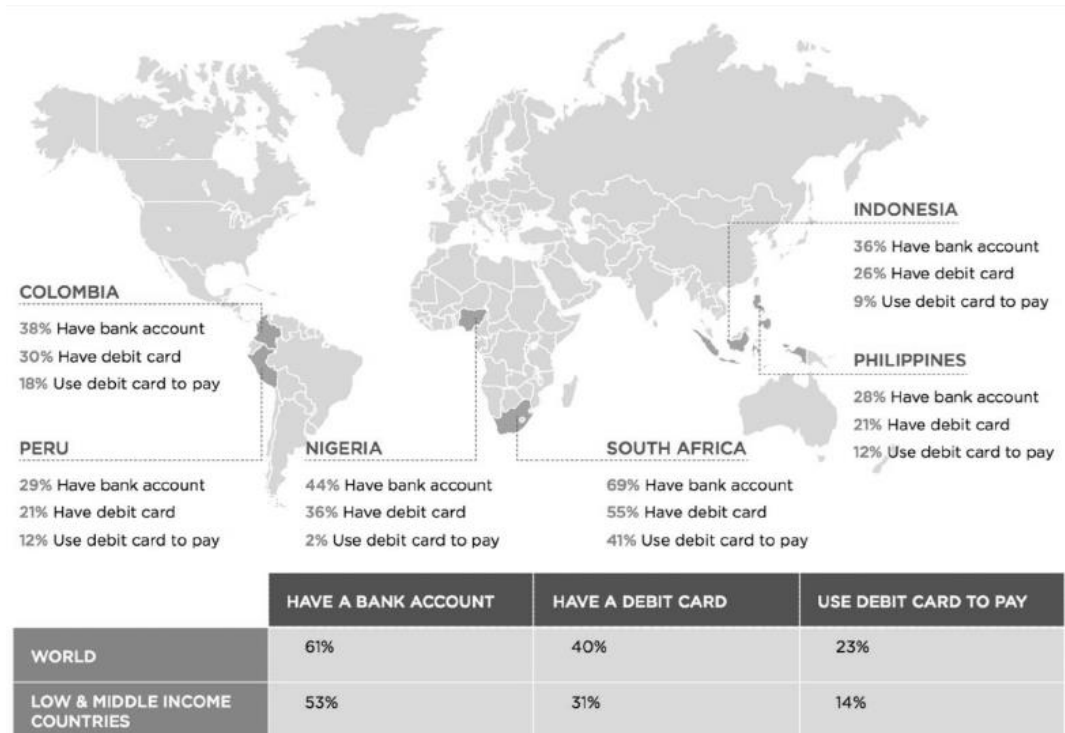 INDONESIA
36% Have bank account
26% Have debit card
9% Use debit card to pay
COLOMBIA
38% Have bank account
30% Have debit card
18% Use debit card to pay
PHILIPPINES
28% Have bank account
21% Have debit card
12% Use debit card to pay
PERU
29% Have bank account
21% Have debit card
12% Use debit card to pay
NIGERIA
44% Have bank account
36% Have debit card
2% Use debit card to pay
SOUTH AFRICA
69% Have bank account
55% Have debit card
41% Use debit card to pay
HAVE A BANK ACCOUNT HAVE A DEBIT CARD USE DEBIT CARD TO PAY
WORLD 61% 40% 23%
LOW & MIDDLE INCOME 53% 31% 14%
COUNTRIES